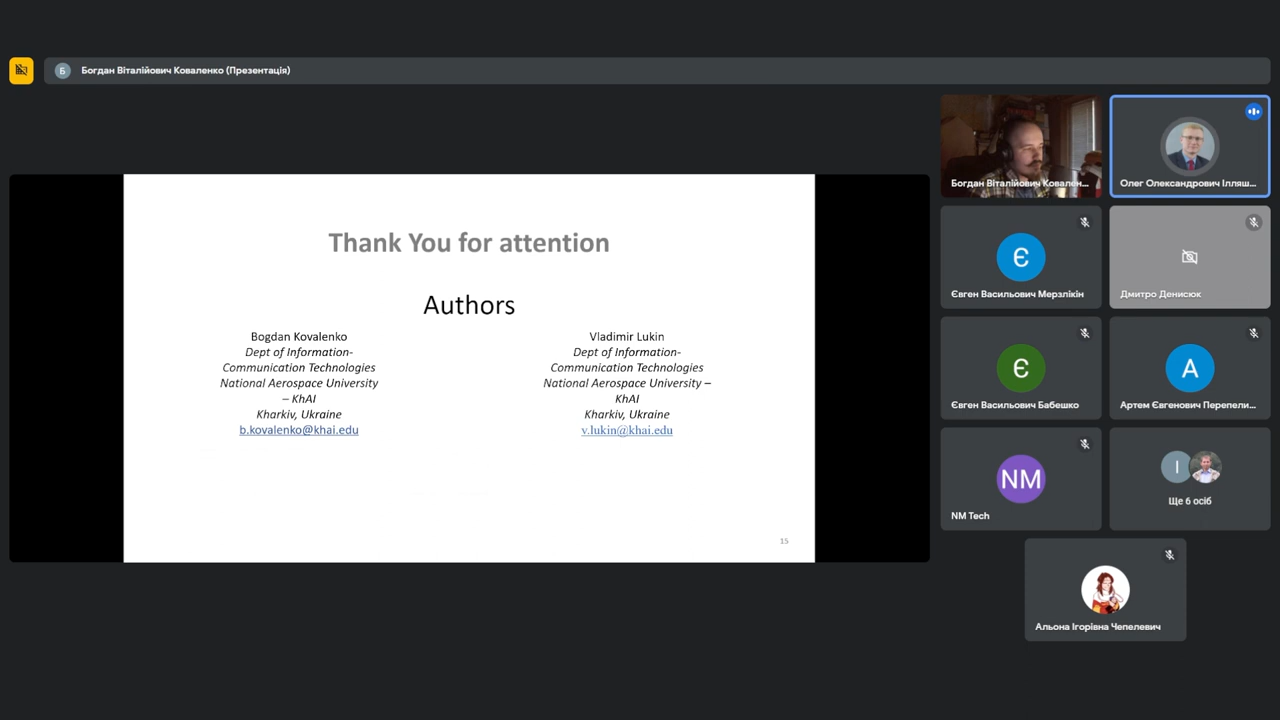 Б
Богдан Віталійович Коваленко (Презентація)
Thank You for attention
Authors
Bogdan Kovalenko
Dept of Information-
Communication Technologies
National Aerospace University
– KhAI
Kharkiv, Ukraine
b.kovalenko@khai.edu
Vladimir Lukin
Dept of Information-
Communication Technologies
National Aerospace University –
KhAI
Kharkiv, Ukraine
v.lukin@khai.edu
15
Богдан Віталійович Ковален...
Олег Олександрович Ілляш...
Є
Євген Васильович Мерзлікін
Дмитро Денисюк
Є
Євген Васильович Бабешко
А
Артем Євгенович Перепели...
NM
NM Tech
І
Ще 6 осіб
Альона Ігорівна Чепелевич